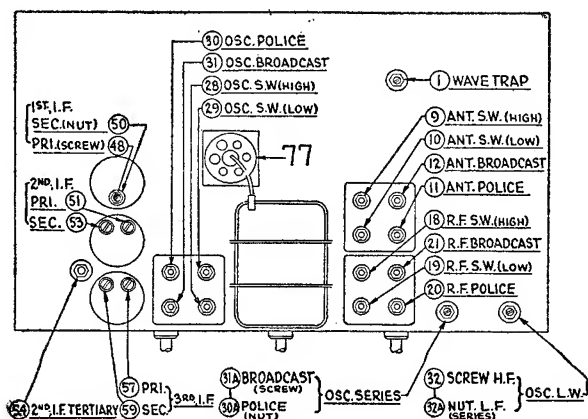 30 OSC. POLICE
31 OSC. BROADCAST
28 OSC. S.W(HIGH)
29 OSC. S.W.(LOW)
1 WAVE TRAP
1ST. I.F.
SEC.(NUT) 50
PRI.(SCREW) 48
77
9 ANT. S.W.(HIGH)
10 ANT. S.W.(LOW)
12 ANT. BROADCAST
11 ANT. POLICE
2ND. I.F.
PRI. 51
SEC. 53
18 R.F. S.W.(HIGH)
21 R.F. BROADCAST
19 R.F. S.W.(LOW)
20 R.F. POLICE
54 2ND. I.F. TERTIARY
57 PRI.
59 SEC.
3RD. I.F.
31A BROADCAST
(SCREW)
30A POLICE
(NUT)
OSC. SERIES
32 SCREW H.F.
32A NUT. L.F.
(SERIES)
OSC. L.W.